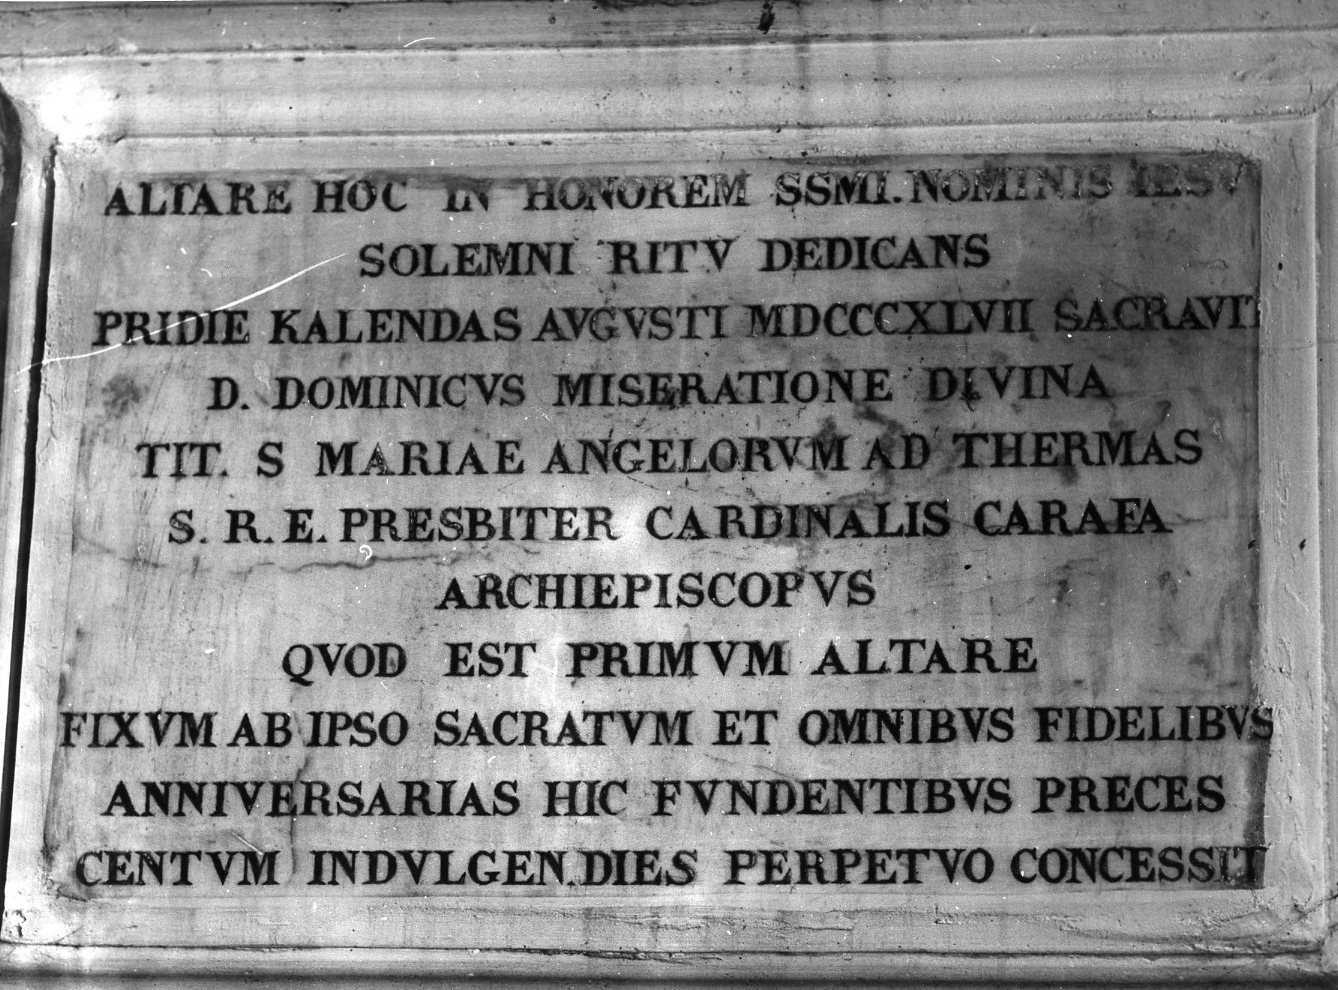 ALTARE HOC IN HONOREM SSMI. NOMINIS IESV
SOLEMNI RITV DEDICANS
PRIDIE KALENDAS AVGVSTI MDCCCXLVII SACRAVIT
D. DOMINICVS MISERATIONE DIVINA
TIT. S MARIAE ANGELORVM AD THERMAS
S. R. E. PRESBITER CARDINALIS CARAFA
ARCHIEPISCOPVS
QVOD EST PRIMVM ALTARE
FIXVM AB IPSO SACRATVM ET OMNIBVS FIDELIBVS
ANNIVERSARIAS HIC FVNDENTIBVS PRECES
CENTVM INDVLGEN. DIES PERPETVO CONCESSIT